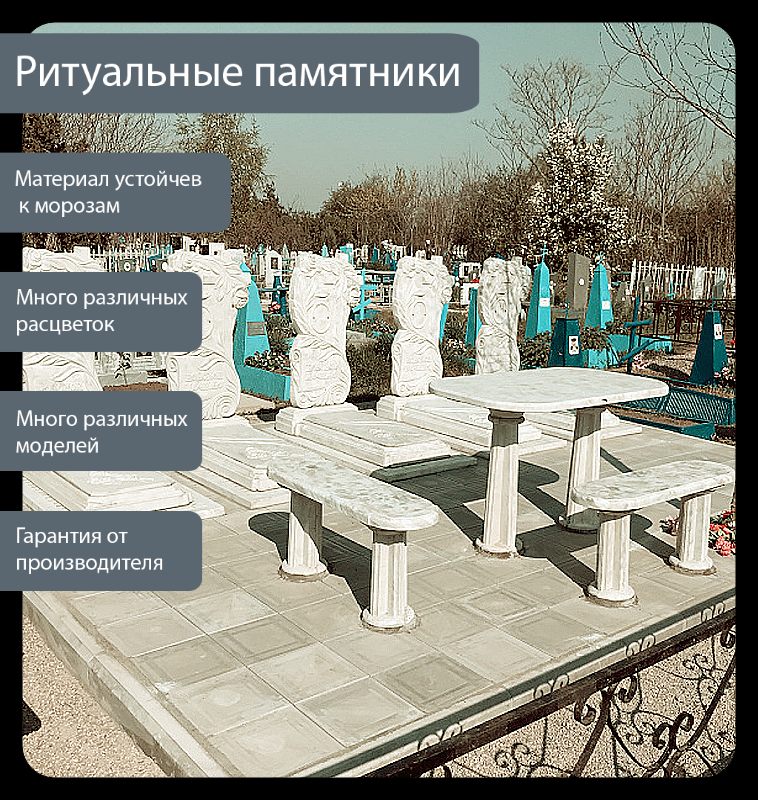 Ритуальные памятники
Материал устойчев
к морозам
Много различных
расцветок
Много различных
моделей
Гарантия от
производителя